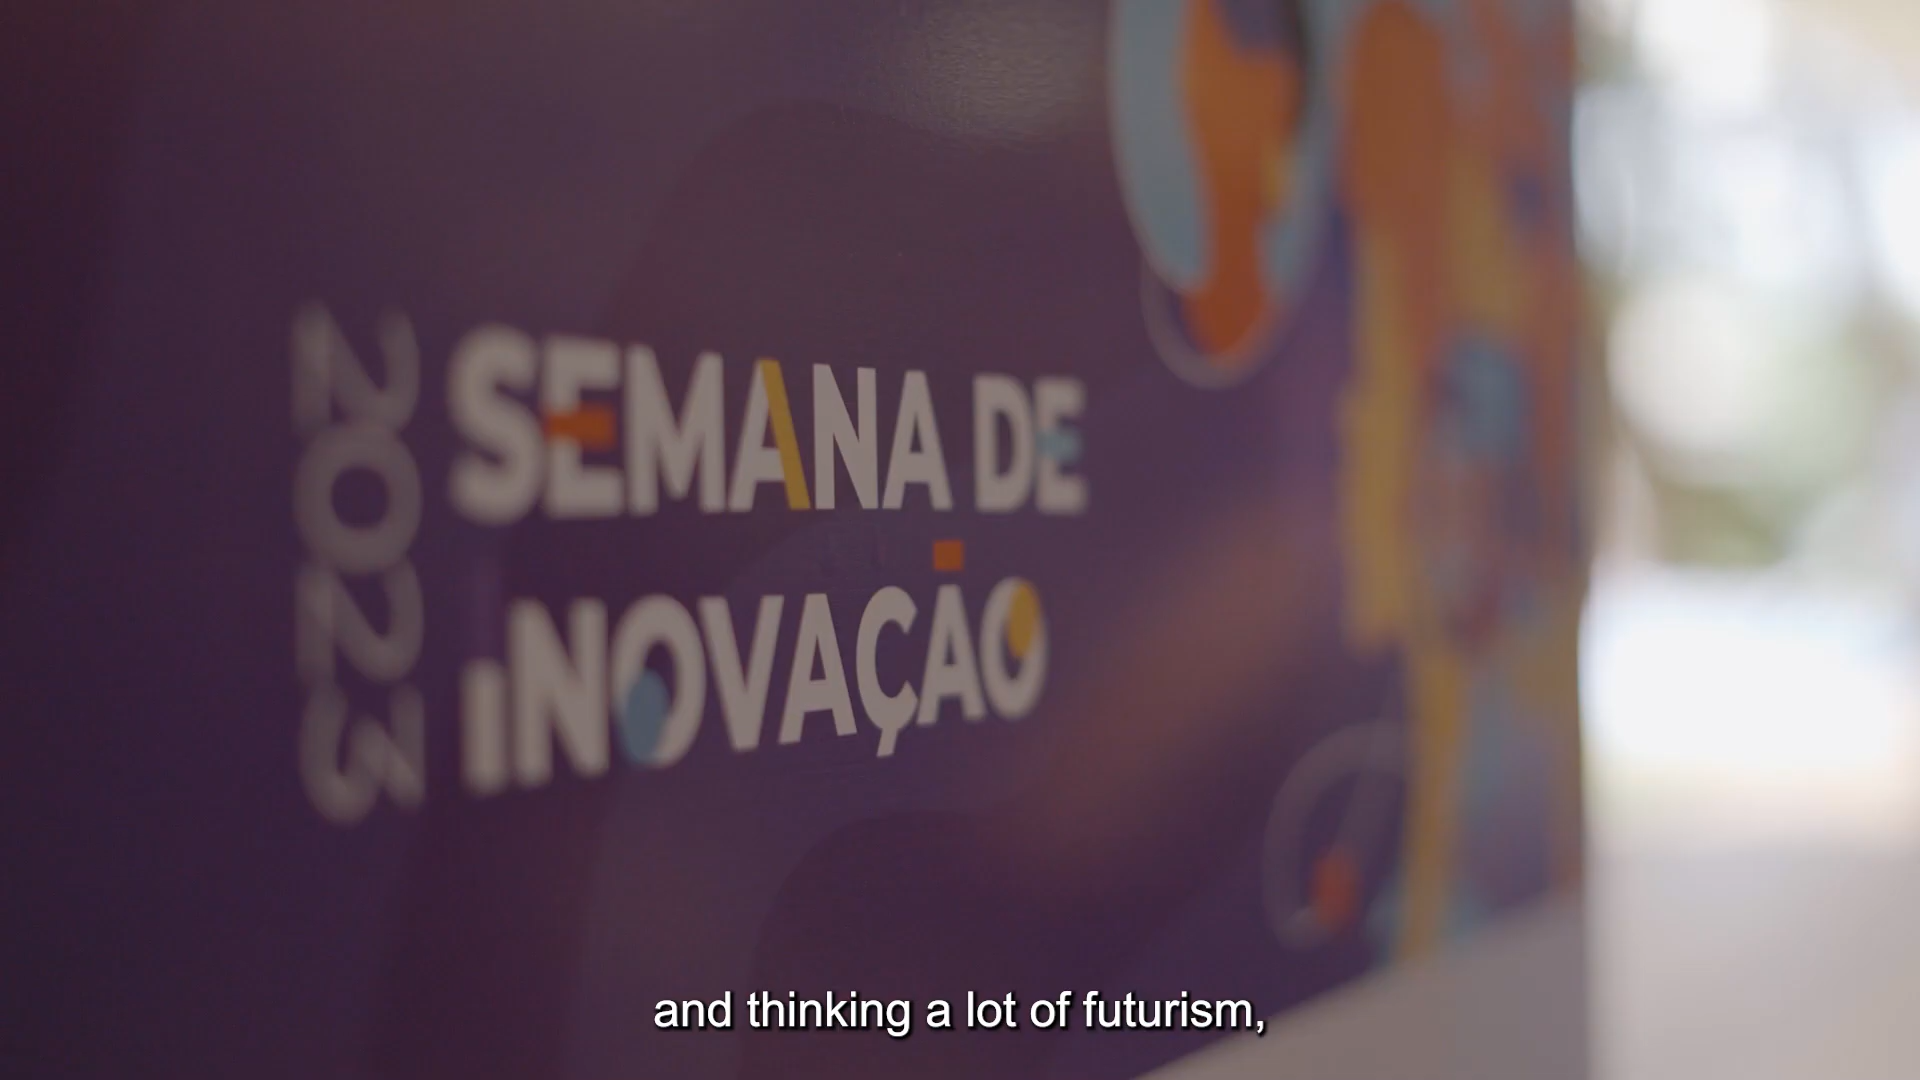 2023
SEMANA DE
INOVAÇÃO
and thinking a lot of futurism,